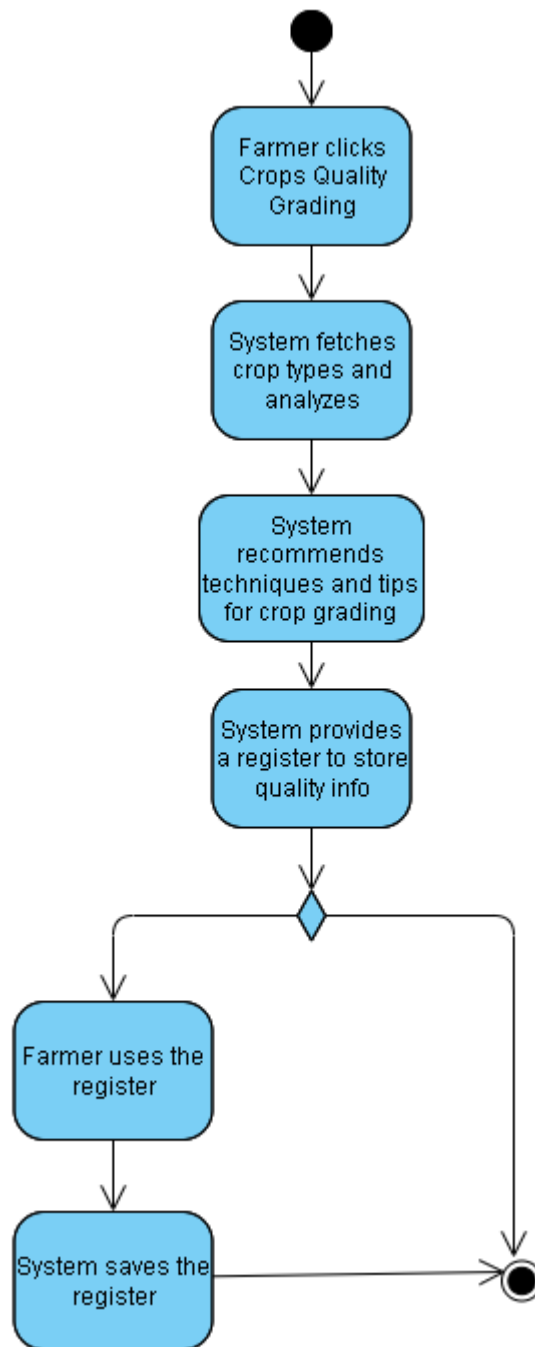 Farmer clicks
Crops Quality
Grading
System fetches
crop types and
analyzes
System
recommends
techniques and tips
for crop grading
System provides
a register to store
quality info
Farmer uses the
register
System saves the
register